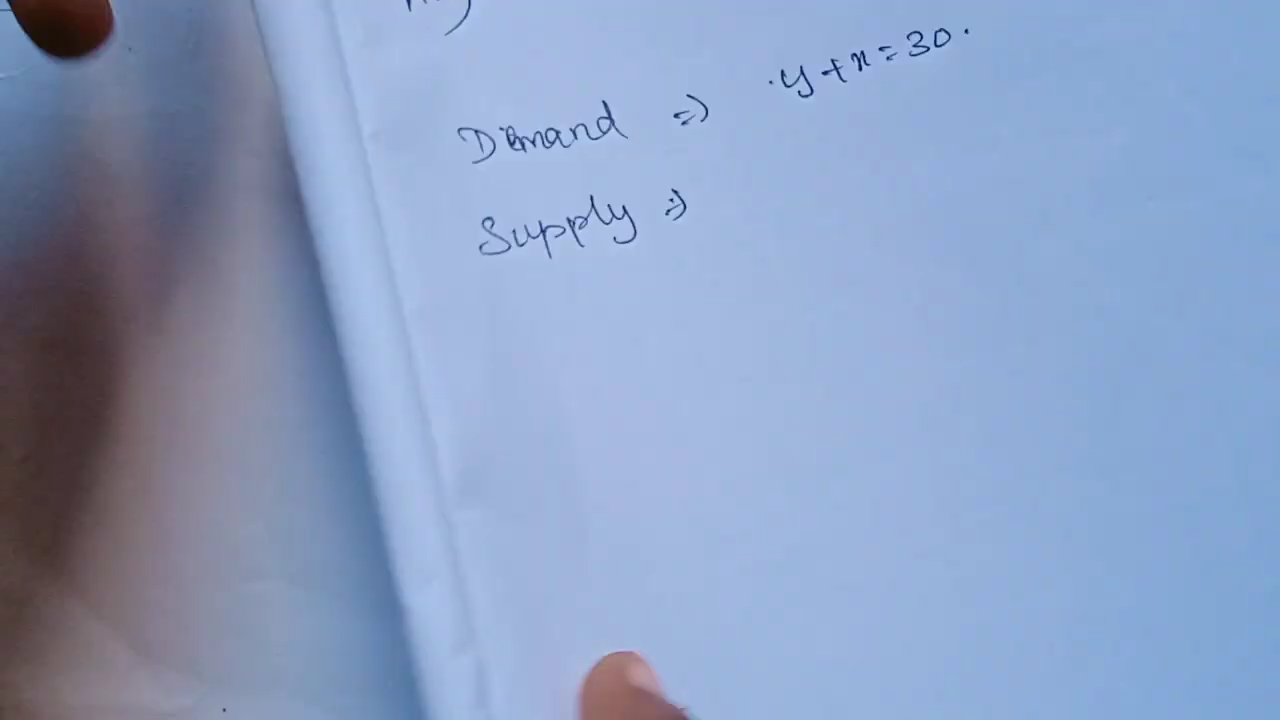 Demand => y + x = 30.
Supply =>